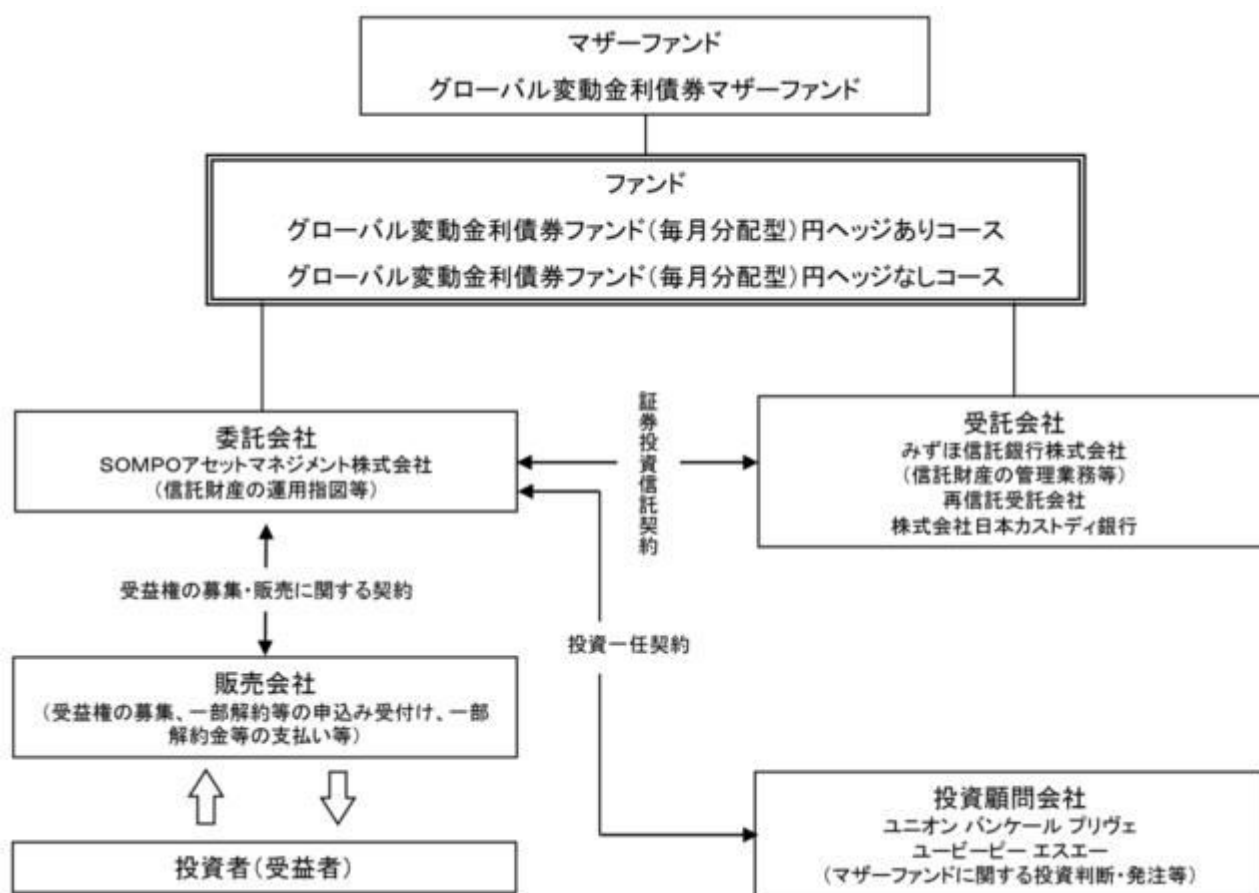 マザーファンド
グローバル変動金利債券マザーファンド
ファンド
グローバル変動金利債券ファンド(毎月分配型)円ヘッジありコース
グローバル変動金利債券ファンド(毎月分配型)円ヘッジなしコース
委託会社
SOMPOアセットマネジメント株式会社
(信託財産の運用指図等)
証券投資信託契約
受託会社
みずほ信託銀行株式会社
(信託財産の管理業務等)
再信託受託会社
株式会社日本カストディ銀行
受益権の募集・販売に関する契約
投資一任契約
販売会社
(受益権の募集、一部解約等の申込み受付け、一部
解約金等の支払い等)
投資者(受益者)
投資顧問会社
ユニオン バンケール プリヴェ
ユービーピー エスエー
(マザーファンドに関する投資判断・発注等)